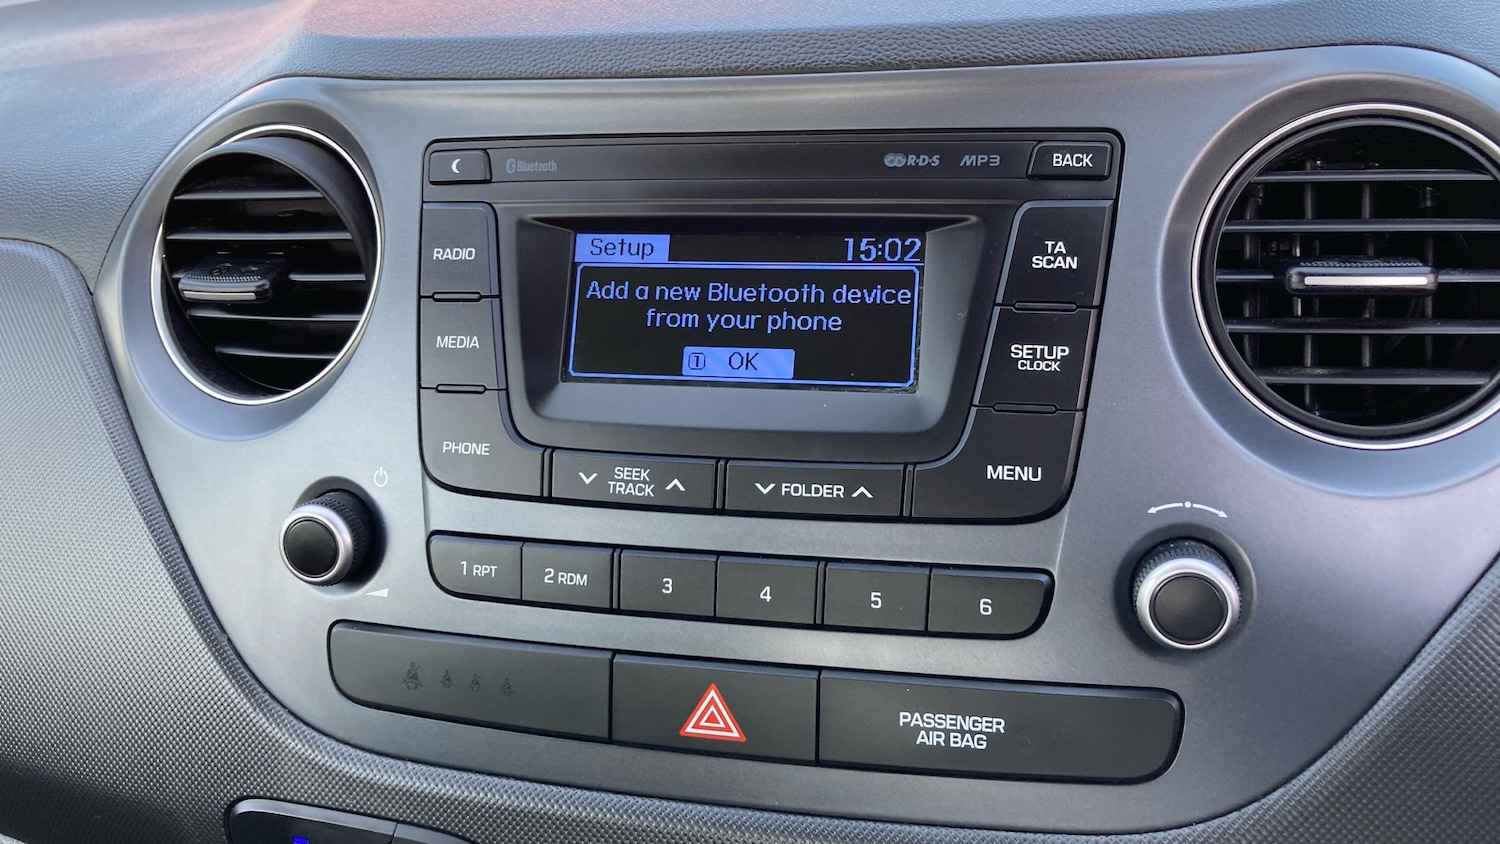 Bluetooth
R·D·S
MP3
BACK
RADIO
MEDIA
PHONE
Setup
15:02
Add a new Bluetooth device
from your phone
1 OK
TA
SCAN
SETUP
CLOCK
MENU
SEEK
TRACK
FOLDER
1 RPT
2 RDM
3
4
5
6
PASSENGER
AIR BAG